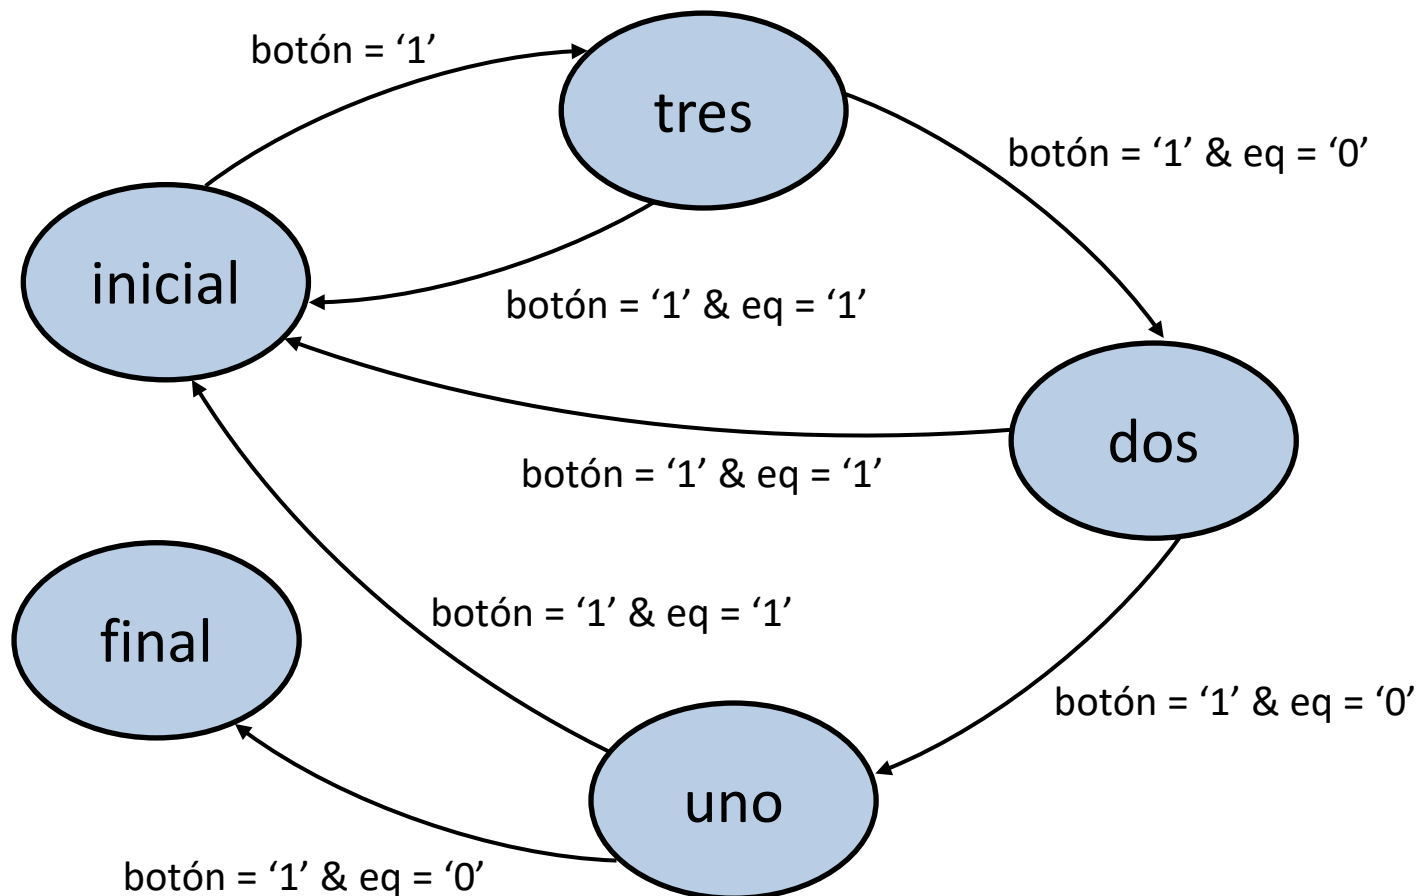 botón = ‘1’
tres
botón = ‘1’ & eq = ‘0’
inicial
botón = ‘1’ & eq = ‘1’
dos
botón = ‘1’ & eq = ‘1’
botón = ‘1’ & eq = ‘1’
final
botón = ‘1’ & eq = ‘0’
uno
botón = ‘1’ & eq = ‘0’